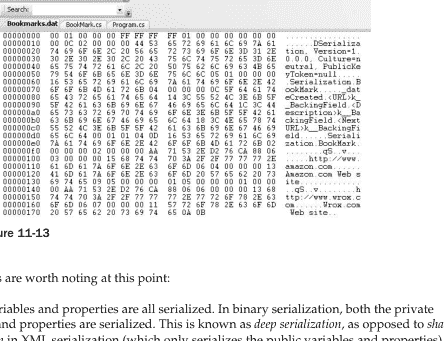 Search:
Bookmarks.dat BookMark.cs Program.cs
00000000 00 01 00 00 00 FF FF FF FF 01 00 00 00 00 00 00
00000010 00 0C 02 00 00 00 44 53 65 72 69 61 6C 69 7A 61 .....DSerializa
00000020 74 69 6F 6E 2C 20 56 65 72 73 69 6F 6E 3D 31 2E tion, Version=1.
00000030 30 2E 30 2E 30 2C 20 43 75 6C 74 75 72 65 3D 6E 0.0.0, Culture=n
00000040 65 75 74 72 61 6C 2C 20 50 75 62 6C 69 63 4B 65 eutral, PublicKe
00000050 79 54 6F 6B 65 6E 3D 6E 75 6C 6C 05 01 00 00 00 yToken=null.....
00000060 16 53 65 72 69 61 6C 69 7A 61 74 69 6F 6E 2E 42 .Serialization.B
00000070 6F 6F 6B 4D 61 72 6B 04 00 00 00 0C 5F 64 61 74 ookMark....._dat
00000080 65 43 72 65 61 74 65 64 14 3C 55 52 4C 3E 6B 5F eCreated.<URL>k_
00000090 5F 42 61 63 6B 69 6E 67 46 69 65 6C 64 1C 3C 44 _BackingField.<D
000000a0 65 73 63 72 69 70 74 69 6F 6E 3E 6B 5F 5F 42 61 escription>k__Ba
000000b0 63 6B 69 6E 67 46 69 65 6C 64 18 3C 4E 65 78 74 ckingField.<Next
000000c0 55 52 4C 3E 6B 5F 5F 42 61 63 6B 69 6E 67 46 69 URL>k__BackingFi
000000d0 65 6C 64 00 01 01 04 0D 16 53 65 72 69 61 6C 69 eld......Seriali
000000e0 7A 61 74 69 6F 6E 2E 42 6F 6F 6B 4D 61 72 6B 02 zation.BookMark.
000000f0 00 00 00 02 00 00 00 AA 71 53 2E D2 76 CA 88 06 ........qS..v...
00000100 03 00 00 00 15 68 74 74 70 3A 2F 2F 77 77 77 2E .....http://www.
00000110 61 6D 61 7A 6F 6E 2E 63 6F 6D 06 04 00 00 00 13 amazon.com......
00000120 41 6D 61 7A 6F 6E 2E 63 6F 6D 20 57 65 62 20 73 Amazon.com Web s
00000130 69 74 65 09 05 00 00 00 01 05 00 00 00 01 00 00 ite.............
00000140 00 AA 71 53 2E D2 76 CA 88 06 06 00 00 00 13 68 ..qS..v........h
00000150 74 74 70 3A 2F 2F 77 77 77 2E 77 72 6F 78 2E 63 ttp://www.wrox.c
00000160 6F 6D 06 07 00 00 00 11 57 72 6F 78 2E 63 6F 6D om......Wrox.com
00000170 20 57 65 62 20 73 69 74 65 0A 0B Web site..
ure 11-13
s are worth noting at this point:
riables and properties are all serialized. In binary serialization, both the private
and properties are serialized. This is known as deep serialization, as opposed to sha
in XML serialization (which only serializes the public variables and properties)